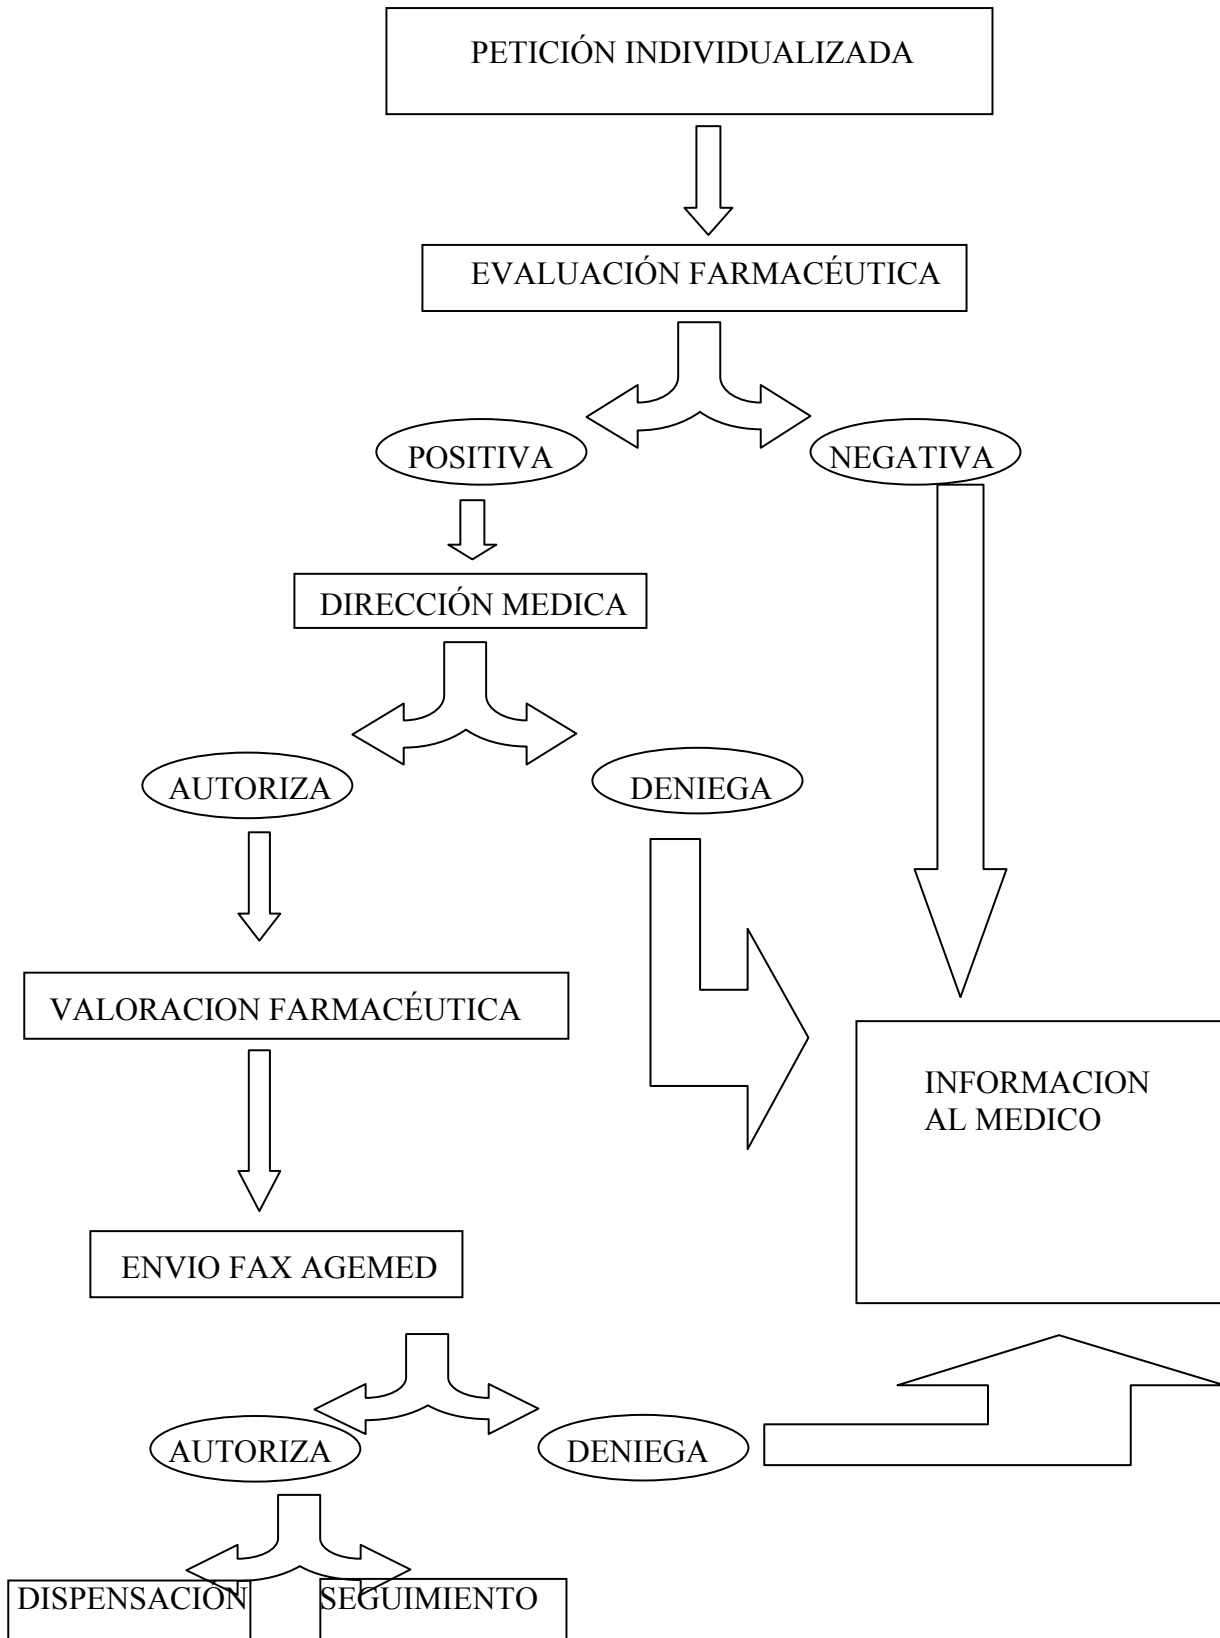 PETICIÓN INDIVIDUALIZADA
EVALUACIÓN FARMACÉUTICA
POSITIVA
NEGATIVA
DIRECCIÓN MEDICA
AUTORIZA
DENIEGA
VALORACION FARMACÉUTICA
INFORMACION
AL MEDICO
ENVIO FAX AGEMED
AUTORIZA
DENIEGA
DISPENSACIÓN
SEGUIMIENTO